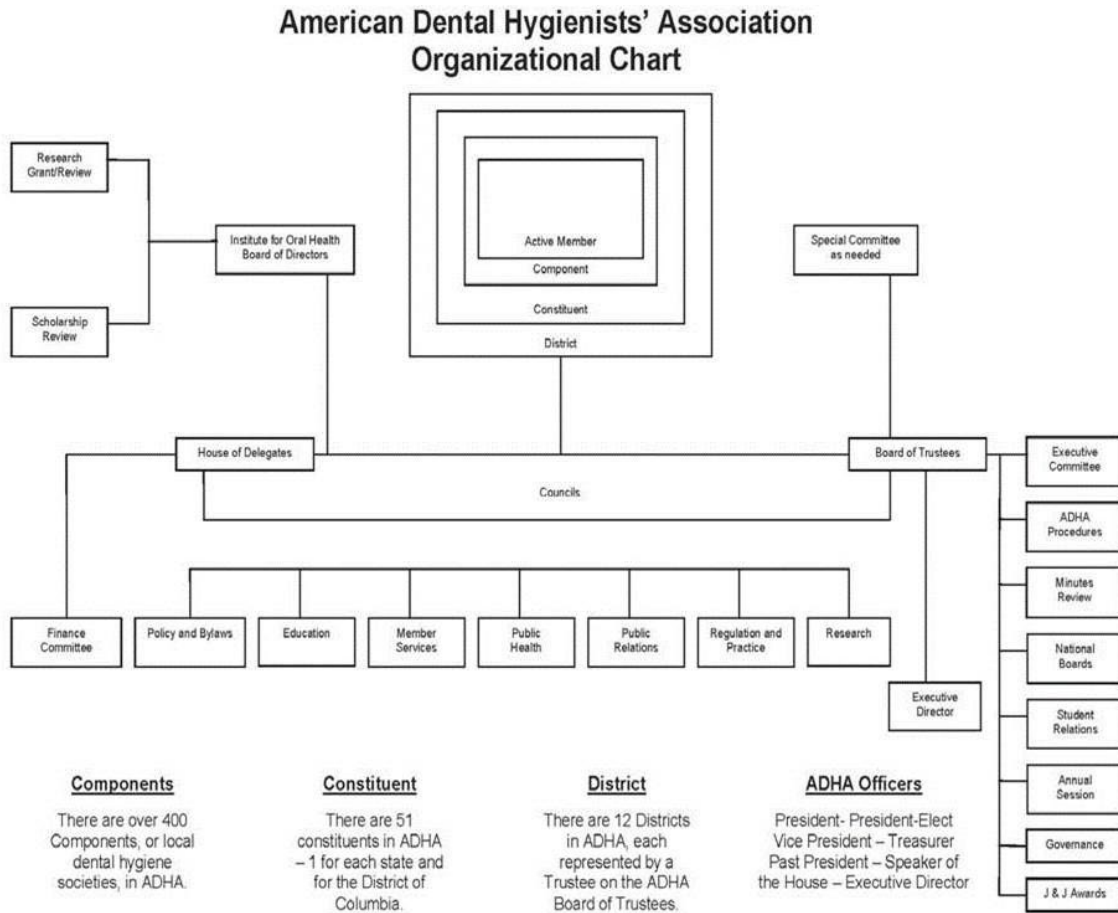 American Dental Hygienists' Association
Organizational Chart
Research
Grant/Review
Institute for Oral Health
Board of Directors
Scholarship
Review
Active Member
Component
Constituent
District
Special Committee
as needed
House of Delegates
Board of Trustees
Councils
Executive
Committee
ADHA
Procedures
Minutes
Review
National
Boards
Student
Relations
Annual
Session
Governance
J & J Awards
Finance
Committee
Policy and Bylaws
Education
Member
Services
Public
Health
Public
Relations
Regulation and
Practice
Research
Executive
Director
Components
There are over 400
Components, or local
dental hygiene
societies, in ADHA.
Constituent
There are 51
constituents in ADHA
– 1 for each state and
for the District of
Columbia.
District
There are 12 Districts
in ADHA, each
represented by a
Trustee on the ADHA
Board of Trustees.
ADHA Officers
President- President-Elect
Vice President – Treasurer
Past President – Speaker of
the House – Executive Director